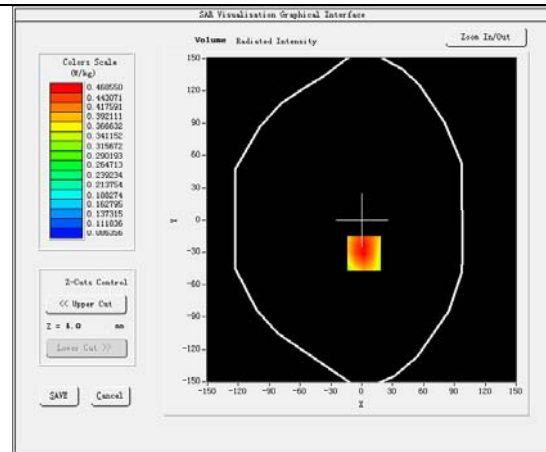 SAR Visualisation Graphical Interface
Volume Radiated Intensity
Zoom In/Out
Colors Scale
(W/kg)
0.468550
0.443071
0.417591
0.392111
0.366632
0.341152
0.315672
0.290193
0.264713
0.239234
0.213754
0.188274
0.162795
0.137315
0.111836
0.086356
Z-Cuts Control
<< Upper Cut
Z = 4.0 mm
Lower Cut >>
SAVE
Cancel
150
120
90
60
30
0
-30
-60
-90
-120
-150
Y
-150 -120 -90 -60 -30 0 30 60 90 120 150
X